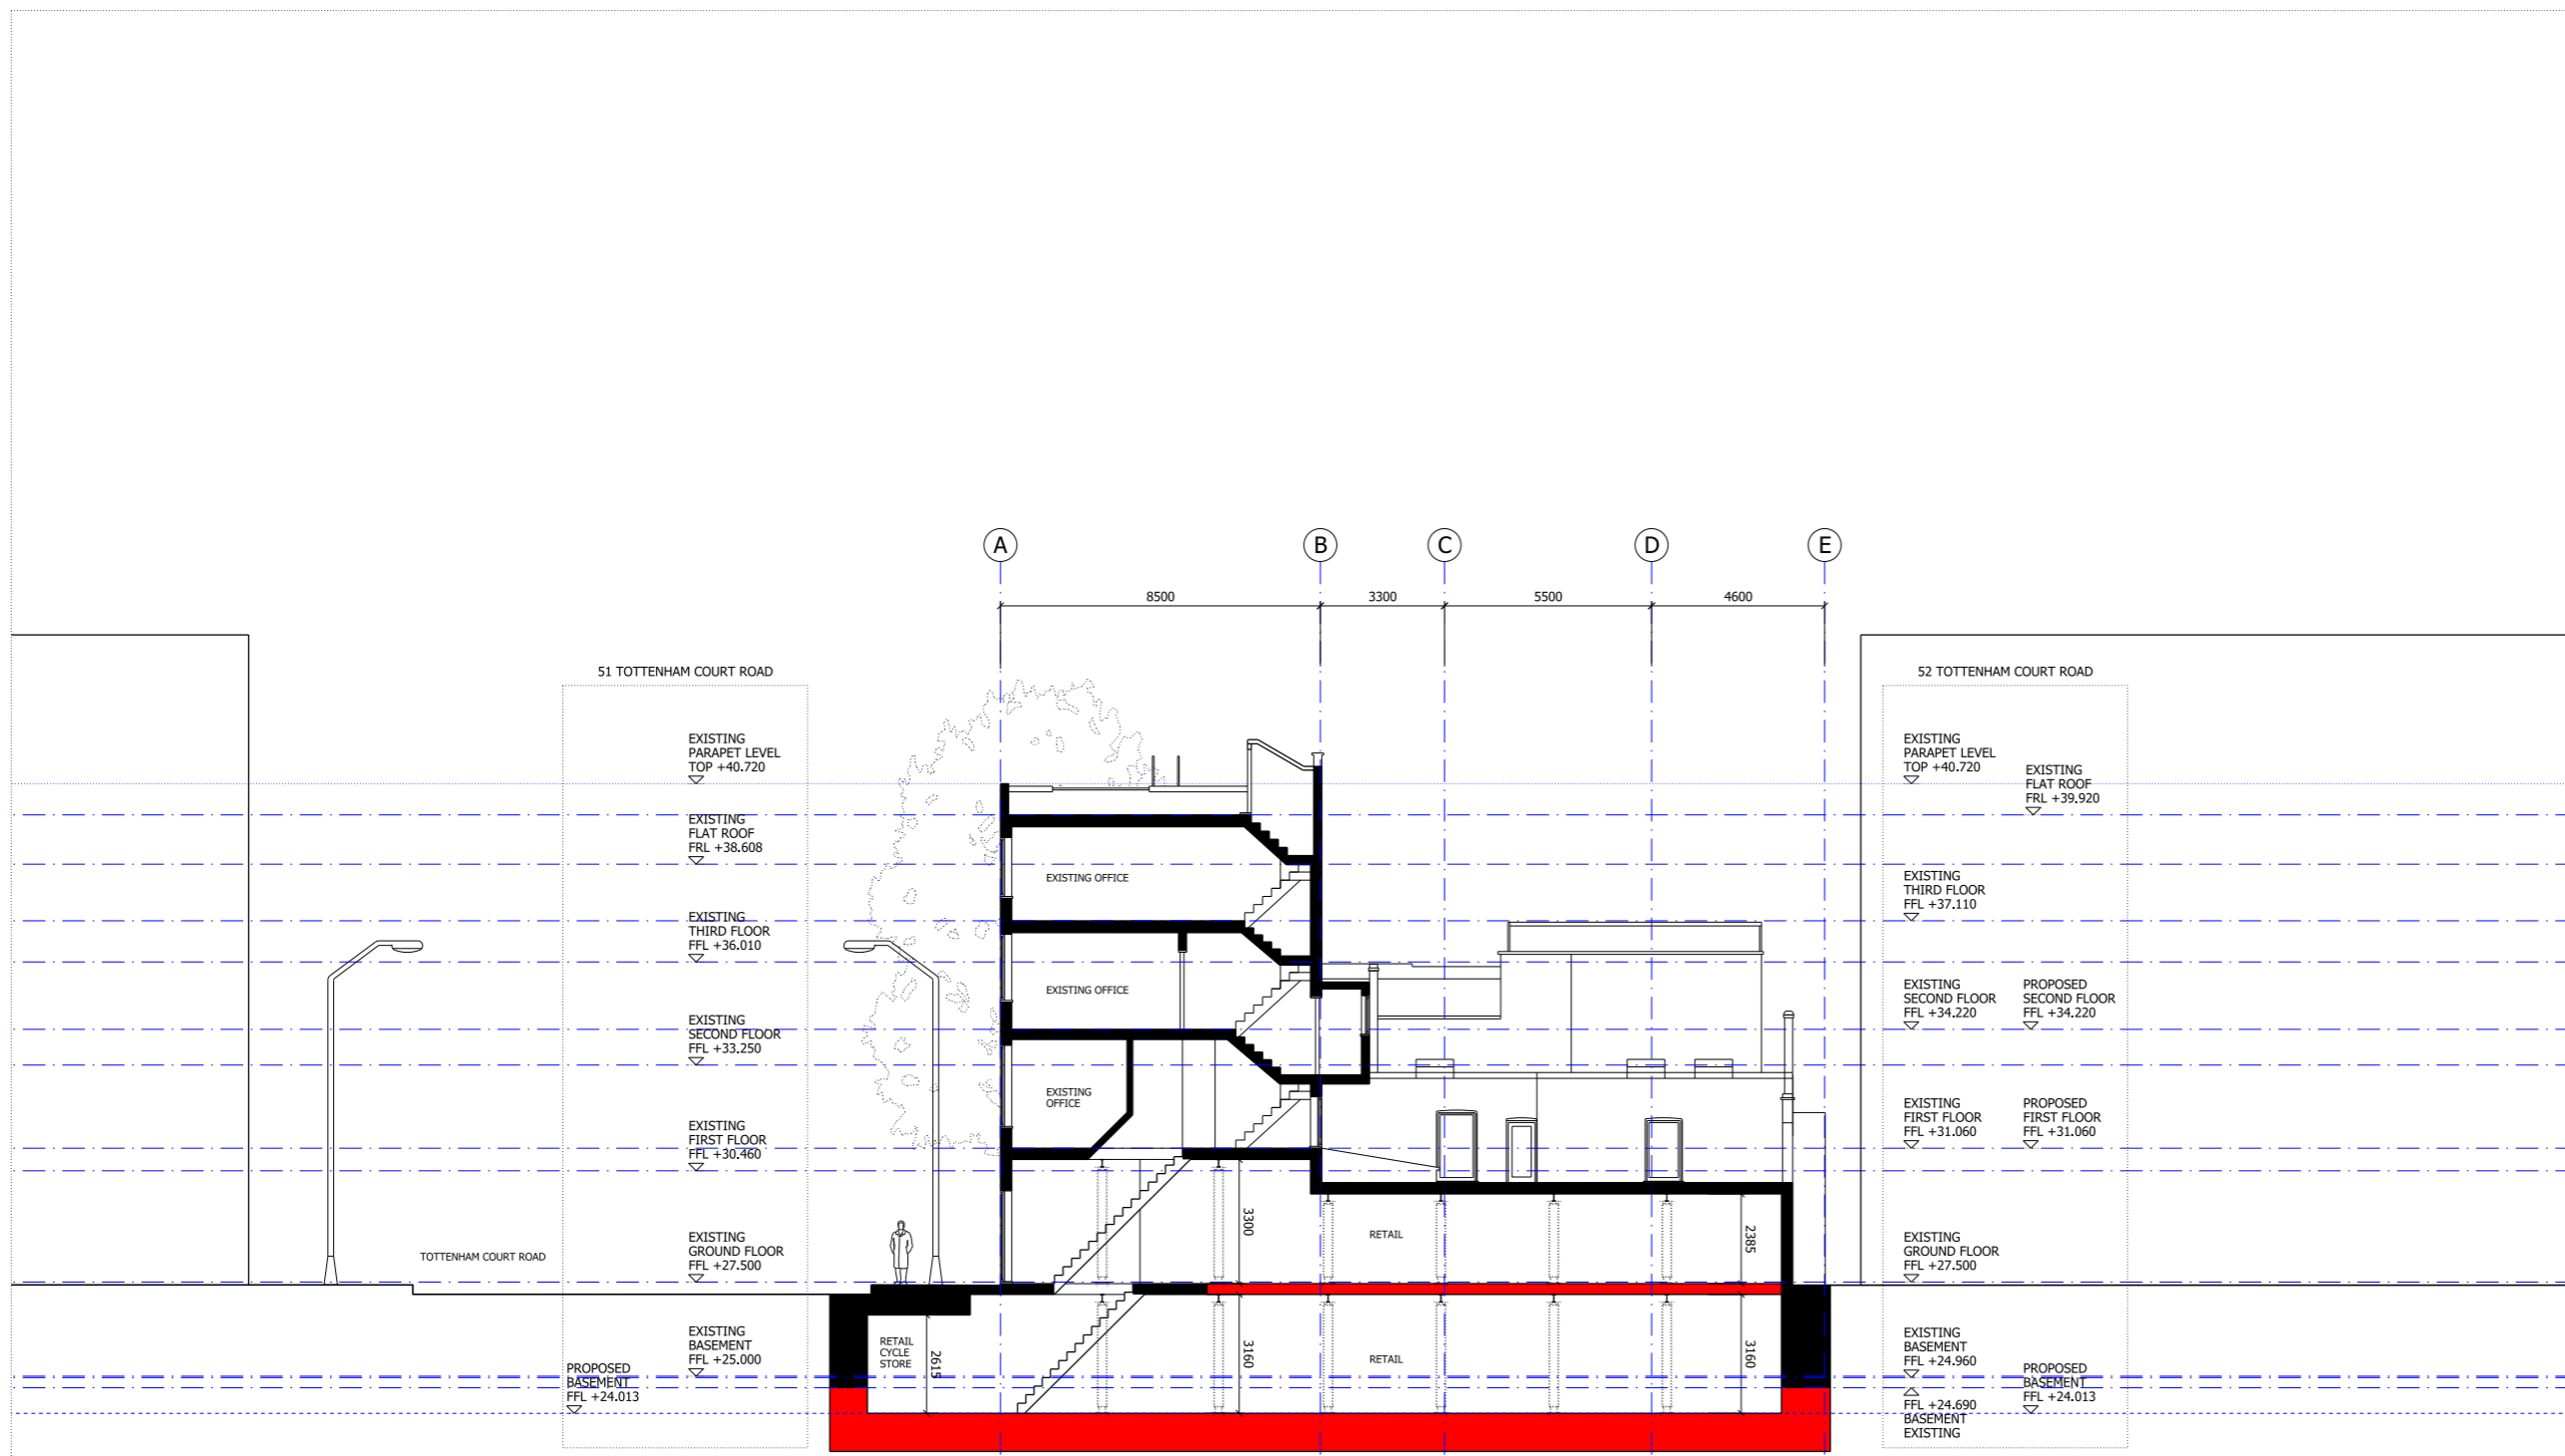 A
B
C
D
E
8500
3300
5500
4600
51 TOTTENHAM COURT ROAD
EXISTING
PARAPET LEVEL
TOP +40.720
EXISTING
FLAT ROOF
FRL +38.608
EXISTING
THIRD FLOOR
FFL +36.010
EXISTING
SECOND FLOOR
FFL +33.250
EXISTING
FIRST FLOOR
FFL +30.460
EXISTING
GROUND FLOOR
FFL +27.500
EXISTING
BASEMENT
FFL +25.000
PROPOSED
BASEMENT
FFL +24.013
TOTTENHAM COURT ROAD
EXISTING OFFICE
EXISTING OFFICE
EXISTING
OFFICE
3300
RETAIL
2385
RETAIL
CYCLE
STORE
2615
3160
RETAIL
3160
52 TOTTENHAM COURT ROAD
EXISTING
PARAPET LEVEL
TOP +40.720
EXISTING
FLAT ROOF
FRL +39.920
EXISTING
THIRD FLOOR
FFL +37.110
EXISTING
SECOND FLOOR
FFL +34.220
PROPOSED
SECOND FLOOR
FFL +34.220
EXISTING
FIRST FLOOR
FFL +31.060
PROPOSED
FIRST FLOOR
FFL +31.060
EXISTING
GROUND FLOOR
FFL +27.500
EXISTING
BASEMENT
FFL +24.960
PROPOSED
BASEMENT
FFL +24.013
FFL +24.690
BASEMENT
EXISTING